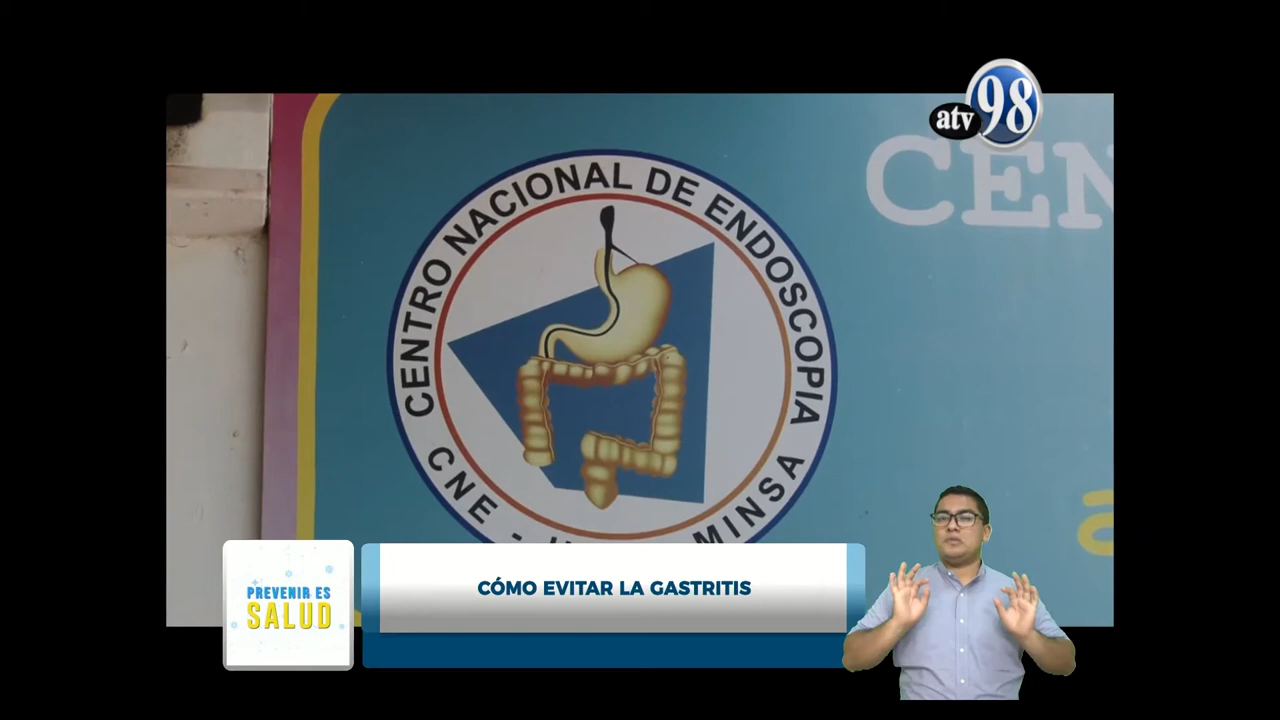 atv 98
CEN
CENTRO NACIONAL DE ENDOSCOPIA
CNE -
MINSA
a
PREVENIR ES
SALUD
CÓMO EVITAR LA GASTRITIS